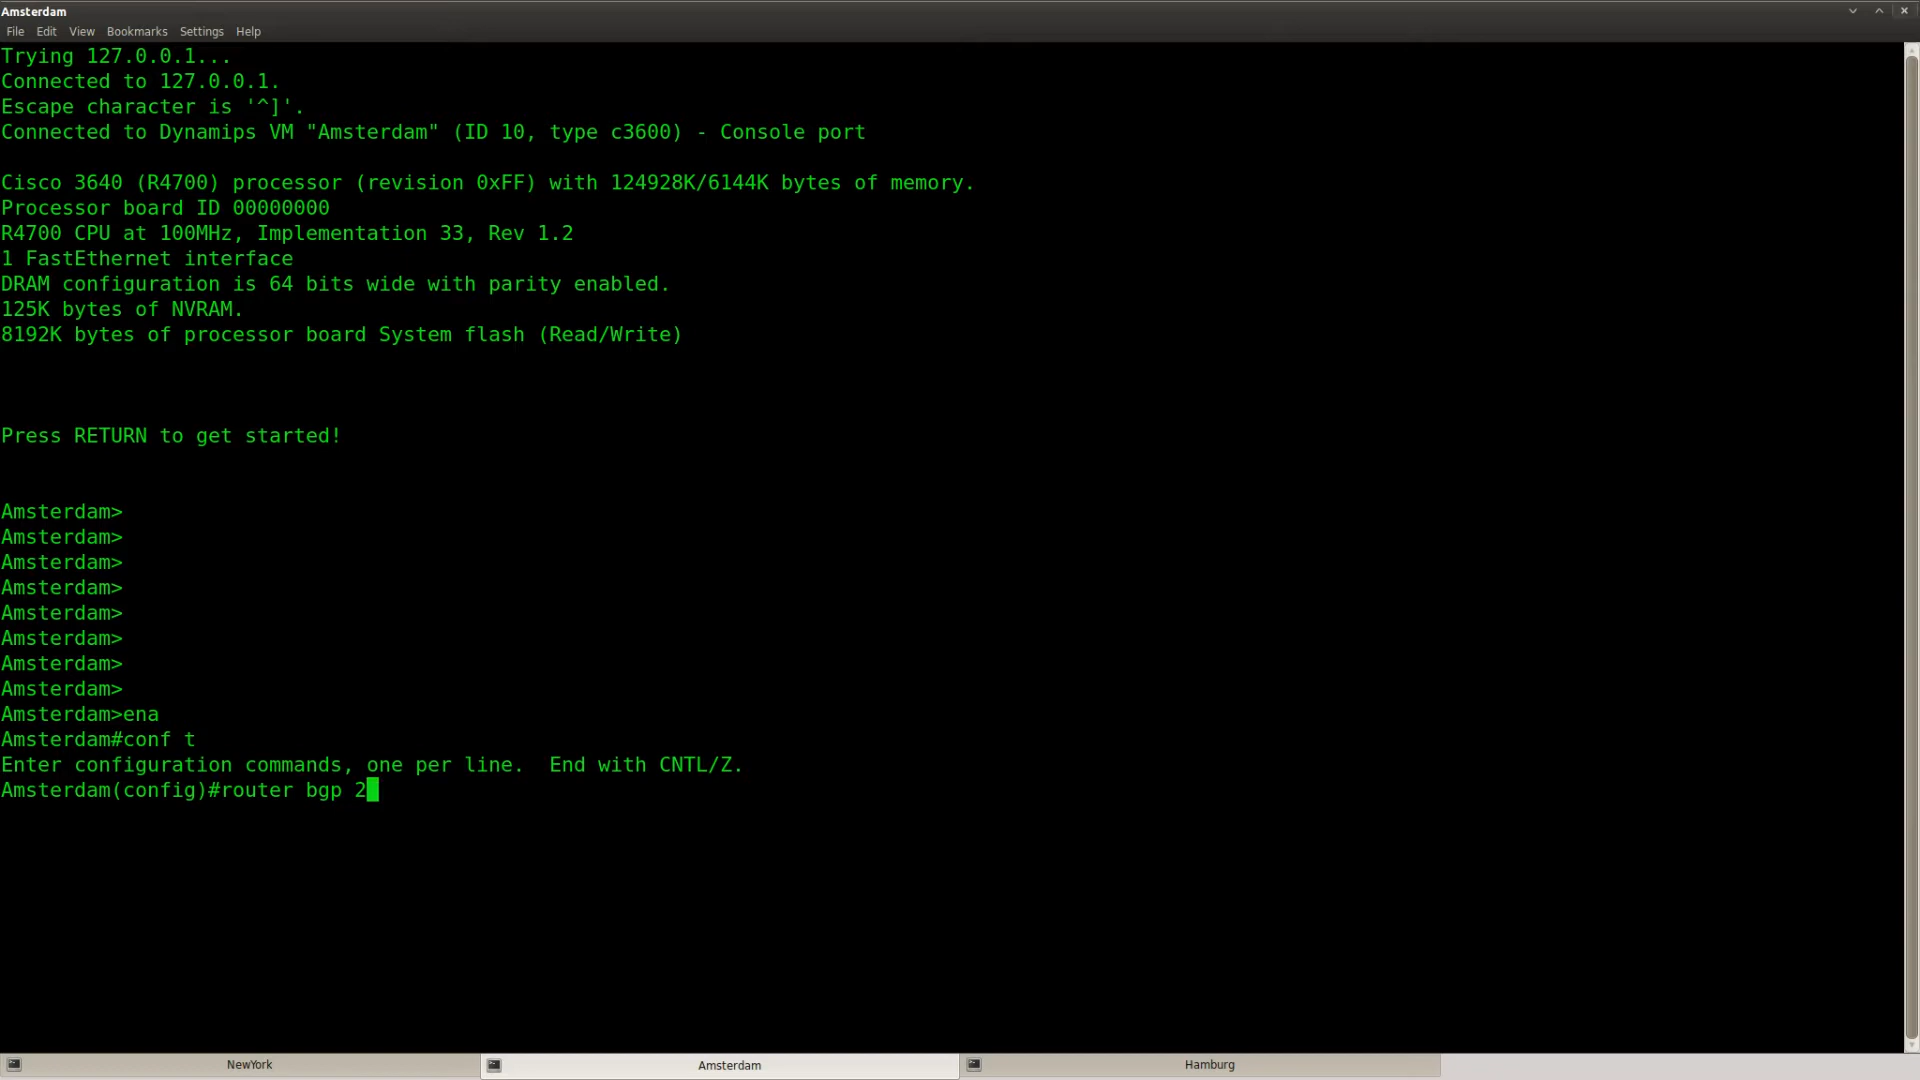 Amsterdam
File Edit View Bookmarks Settings Help
Trying 127.0.0.1...
Connected to 127.0.0.1.
Escape character is '^]'.
Connected to Dynamips VM "Amsterdam" (ID 10, type c3600) - Console port
Cisco 3640 (R4700) processor (revision 0xFF) with 124928K/6144K bytes of memory.
Processor board ID 00000000
R4700 CPU at 100MHz, Implementation 33, Rev 1.2
1 FastEthernet interface
DRAM configuration is 64 bits wide with parity enabled.
125K bytes of NVRAM.
8192K bytes of processor board System flash (Read/Write)
Press RETURN to get started!
Amsterdam>
Amsterdam>
Amsterdam>
Amsterdam>
Amsterdam>
Amsterdam>
Amsterdam>
Amsterdam>
Amsterdam>ena
Amsterdam#conf t
Enter configuration commands, one per line.  End with CNTL/Z.
Amsterdam(config)#router bgp 2
NewYork Amsterdam Hamburg